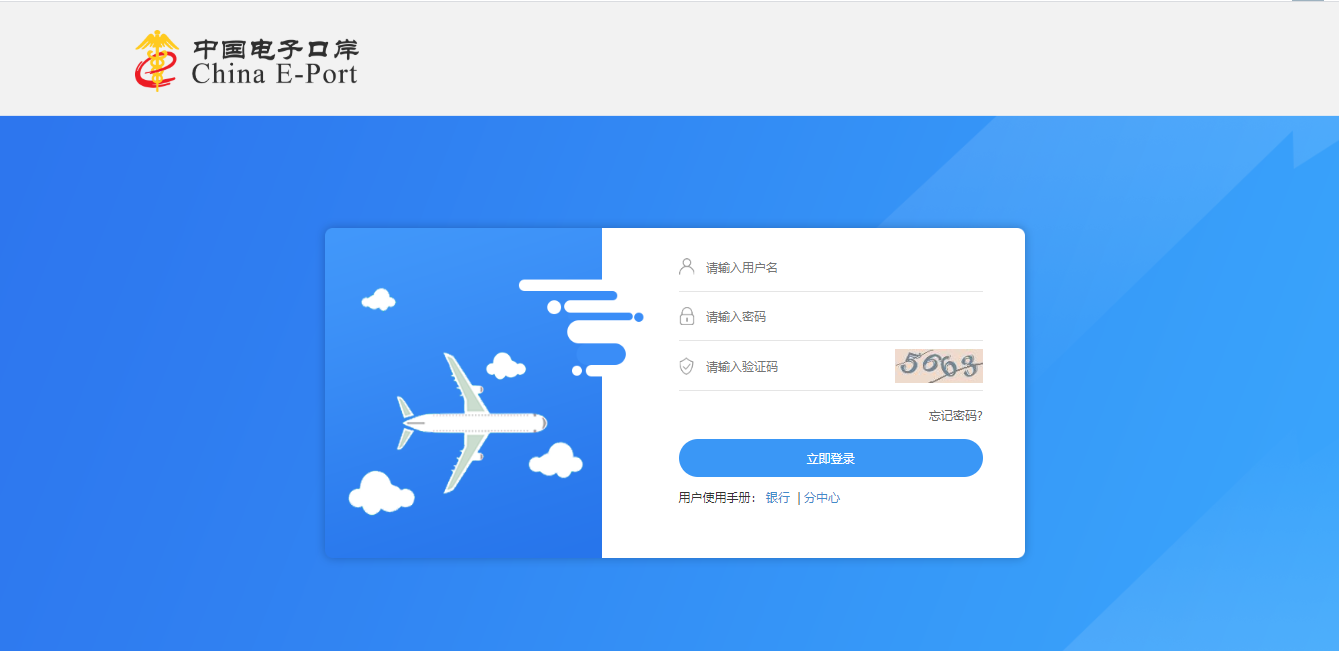 中国电子口岸
China E-Port
请输入用户名
请输入密码
请输入验证码
5663
忘记密码?
立即登录
用户使用手册： 银行 | 分中心